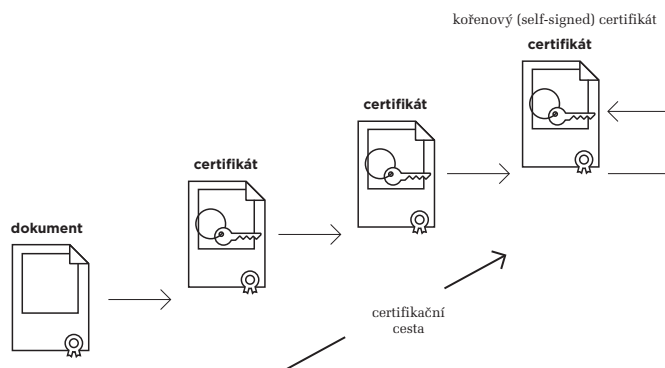 kořenový (self-signed) certifikát
certifikát
certifikát
certifikát
dokument
certifikační
cesta